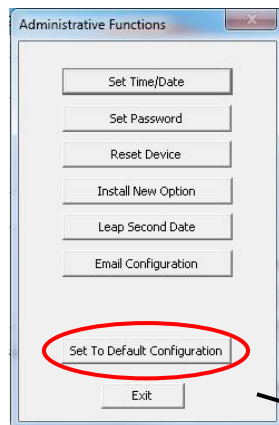 Administrative Functions
Set Time/Date
Set Password
Reset Device
Install New Option
Leap Second Date
Email Configuration
Set To Default Configuration
Exit